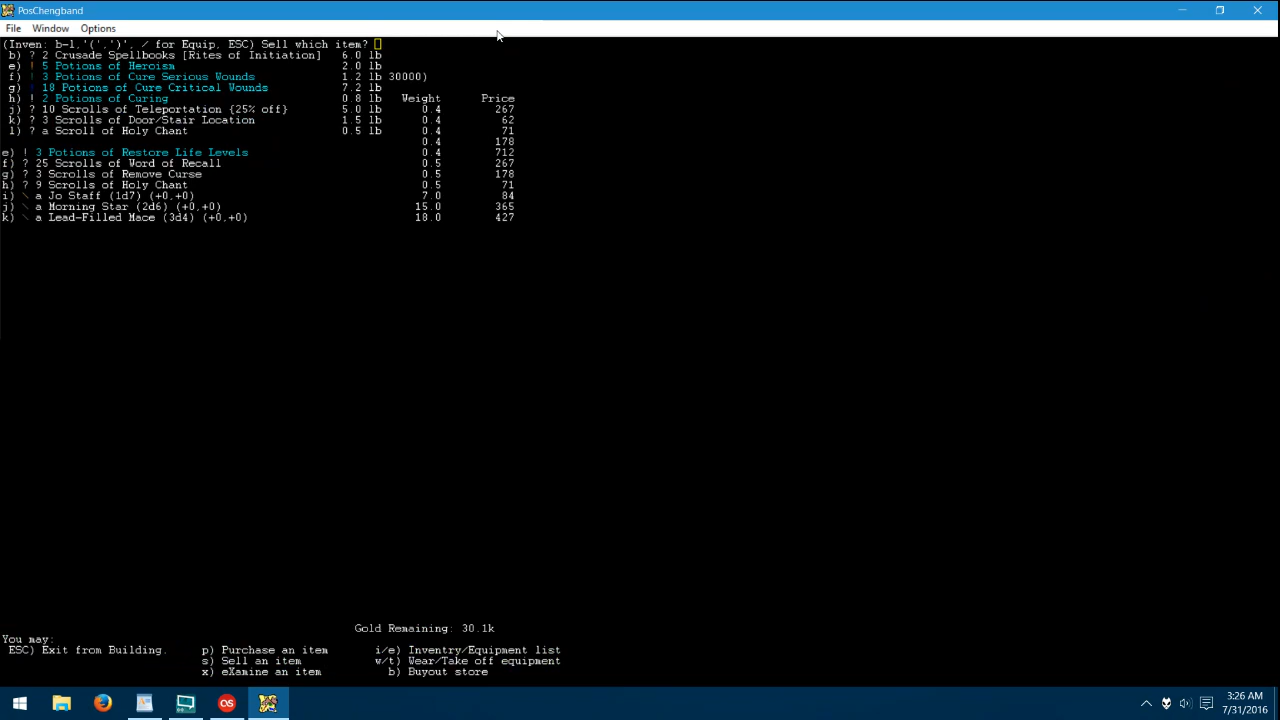 PosChengband
File Window Options
(Inven: b-l,'(',')', / for Equip, ESC) Sell which item?
b) ? 2 Crusade Spellbooks [Rites of Initiation] 6.0 lb
e) ! 5 Potions of Heroism 2.0 lb
f) ! 3 Potions of Cure Serious Wounds 1.2 lb 30000)
g) ! 18 Potions of Cure Critical Wounds 7.2 lb
h) ! 2 Potions of Curing 0.8 lb Weight Price
j) ? 10 Scrolls of Teleportation {25% off} 5.0 lb 0.4 267
k) ? 3 Scrolls of Door/Stair Location 1.5 lb 0.4 62
l) ? a Scroll of Holy Chant 0.5 lb 0.4 71
0.4 178
e) ! 3 Potions of Restore Life Levels 0.4 712
f) ? 25 Scrolls of Word of Recall 0.5 267
g) ? 3 Scrolls of Remove Curse 0.5 178
h) ? 9 Scrolls of Holy Chant 0.5 71
i) \ a Jo Staff (1d7) (+0,+0) 7.0 84
j) \ a Morning Star (2d6) (+0,+0) 15.0 365
k) \ a Lead-Filled Mace (3d4) (+0,+0) 18.0 427
Gold Remaining: 30.1k
You may:
ESC) Exit from Building. p) Purchase an item i/e) Inventry/Equipment list
s) Sell an item w/t) Wear/Take off equipment
x) eXamine an item b) Buyout store
3:26 AM
7/31/2016